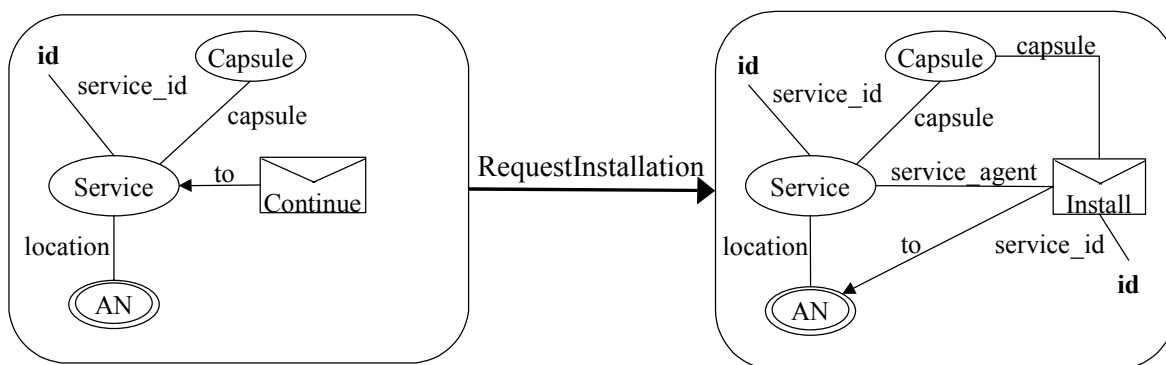 id
Capsule
service_id
capsule
Service
to
Continue
location
AN
RequestInstallation
id
Capsule
capsule
service_id
capsule
Service
service_agent
Install
location
to
service_id
AN
id